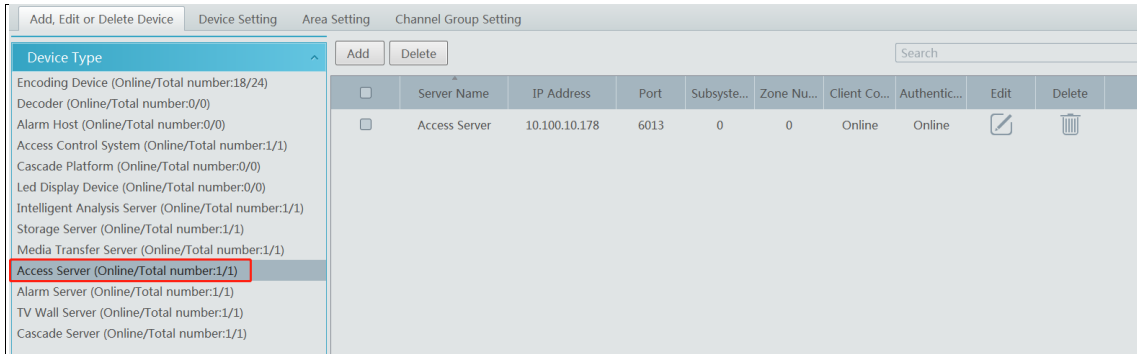 Add, Edit or Delete Device Device Setting Area Setting Channel Group Setting
Device Type
Add Delete Search
Encoding Device (Online/Total number:18/24)
Decoder (Online/Total number:0/0)
Alarm Host (Online/Total number:0/0)
Access Control System (Online/Total number:1/1)
Cascade Platform (Online/Total number:0/0)
Led Display Device (Online/Total number:0/0)
Intelligent Analysis Server (Online/Total number:1/1)
Storage Server (Online/Total number:1/1)
Media Transfer Server (Online/Total number:1/1)
Access Server (Online/Total number:1/1)
Alarm Server (Online/Total number:1/1)
TV Wall Server (Online/Total number:1/1)
Cascade Server (Online/Total number:1/1)
Server Name IP Address Port Subsyste... Zone Nu... Client Co... Authentic... Edit Delete
Access Server 10.100.10.178 6013 0 0 Online Online